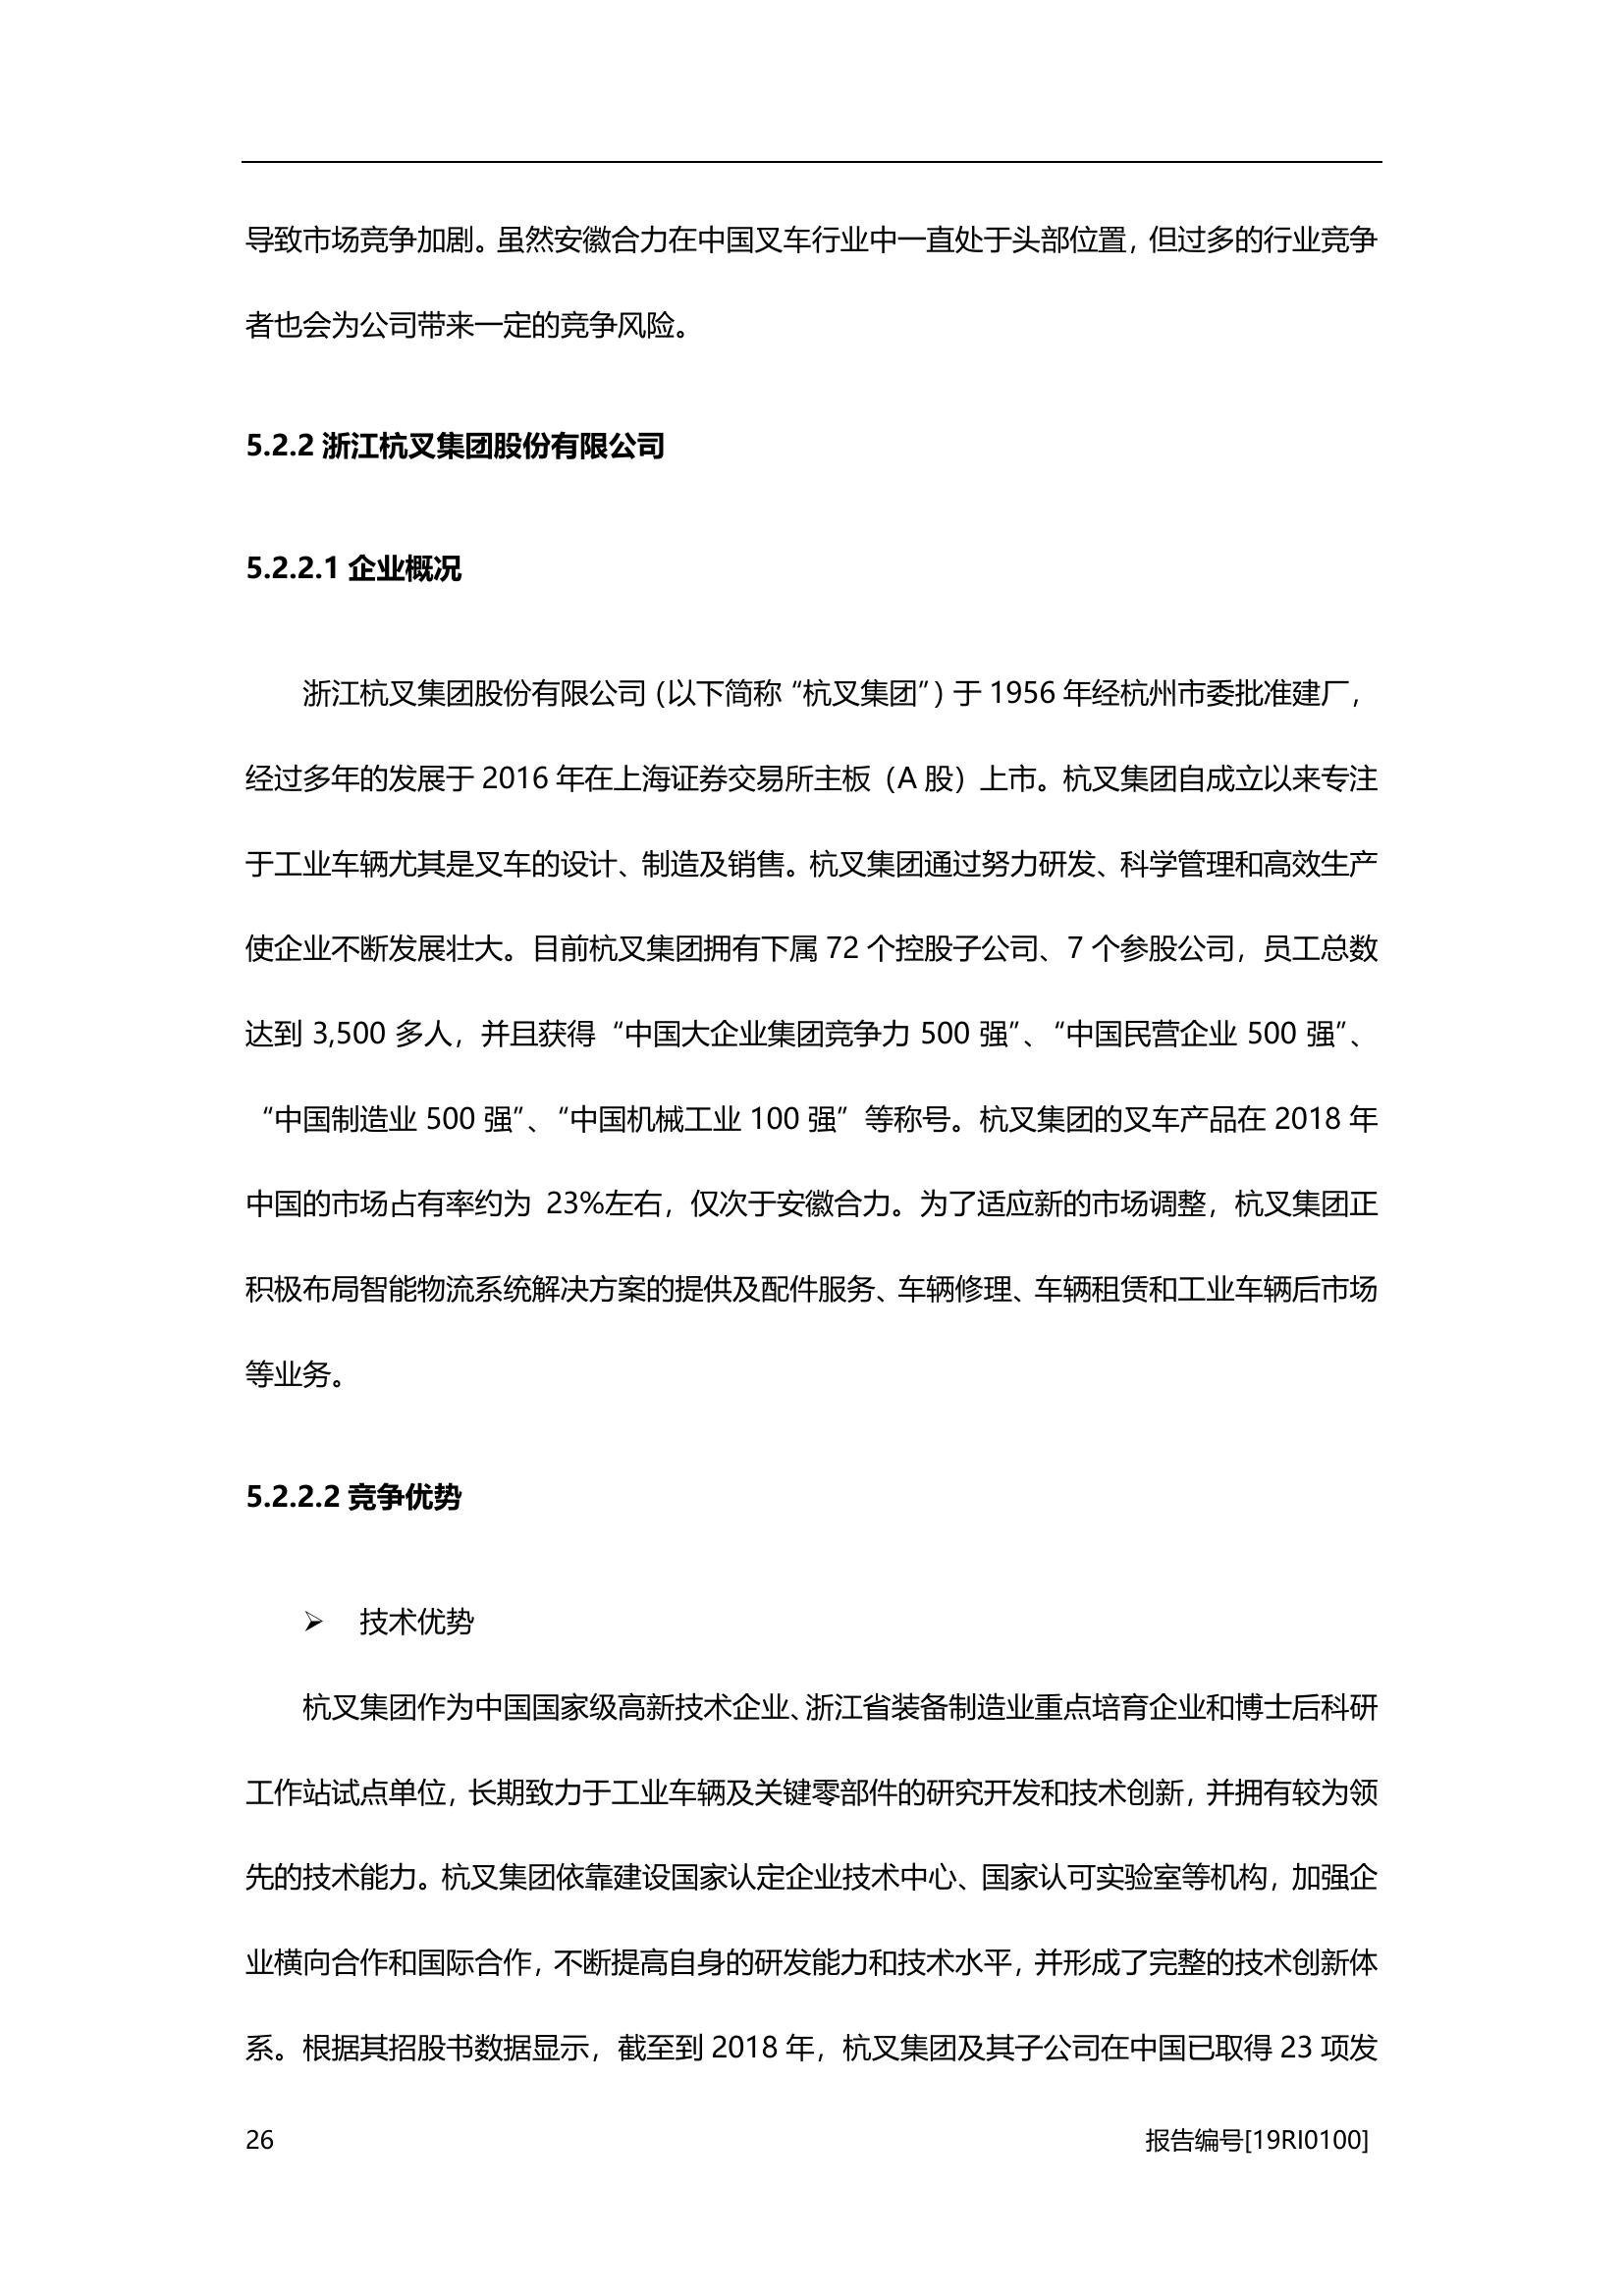 导致市场竞争加剧。虽然安徽合力在中国叉车行业中一直处于头部位置，但过多的行业竞争
者也会为公司带来一定的竞争风险。
5.2.2 浙江杭叉集团股份有限公司
5.2.2.1 企业概况
浙江杭叉集团股份有限公司（以下简称“杭叉集团”）于 1956 年经杭州市委批准建厂，
经过多年的发展于 2016 年在上海证券交易所主板（A 股）上市。杭叉集团自成立以来专注
于工业车辆尤其是叉车的设计、制造及销售。杭叉集团通过努力研发、科学管理和高效生产
使企业不断发展壮大。目前杭叉集团拥有下属 72 个控股子公司、7 个参股公司，员工总数
达到 3,500 多人，并且获得“中国大企业集团竞争力 500 强”、“中国民营企业 500 强”、
“中国制造业 500 强”、“中国机械工业 100 强”等称号。杭叉集团的叉车产品在 2018 年
中国的市场占有率约为 23%左右，仅次于安徽合力。为了适应新的市场调整，杭叉集团正
积极布局智能物流系统解决方案的提供及配件服务、车辆修理、车辆租赁和工业车辆后市场
等业务。
5.2.2.2 竞争优势
➢ 技术优势
杭叉集团作为中国国家级高新技术企业、浙江省装备制造业重点培育企业和博士后科研
工作站试点单位，长期致力于工业车辆及关键零部件的研究开发和技术创新，并拥有较为领
先的技术能力。杭叉集团依靠建设国家认定企业技术中心、国家认可实验室等机构，加强企
业横向合作和国际合作，不断提高自身的研发能力和技术水平，并形成了完整的技术创新体
系。根据其招股书数据显示，截至到 2018 年，杭叉集团及其子公司在中国已取得 23 项发
26
报告编号[19RI0100]